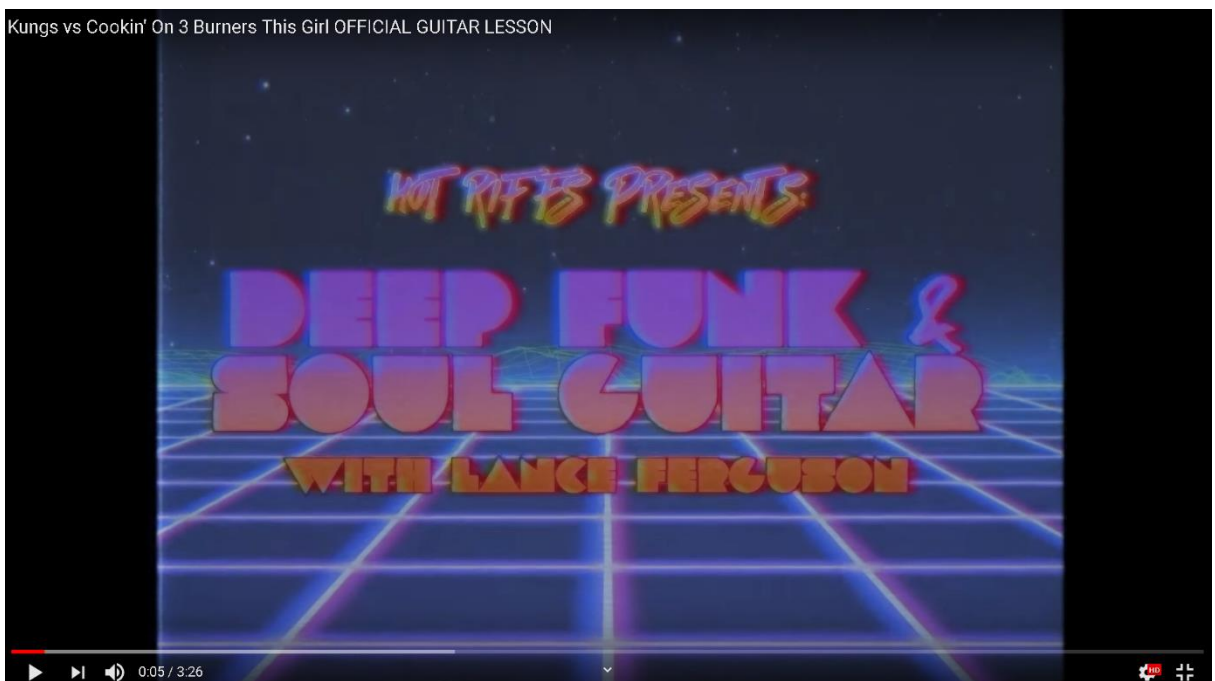 Kungs vs Cookin' On 3 Burners This Girl OFFICIAL GUITAR LESSON
HOT RIFFS PRESENTS:
DEEP FUNK &
SOUL GUITAR
WITH LANCE FERGUSON
0:05 / 3:26
HD